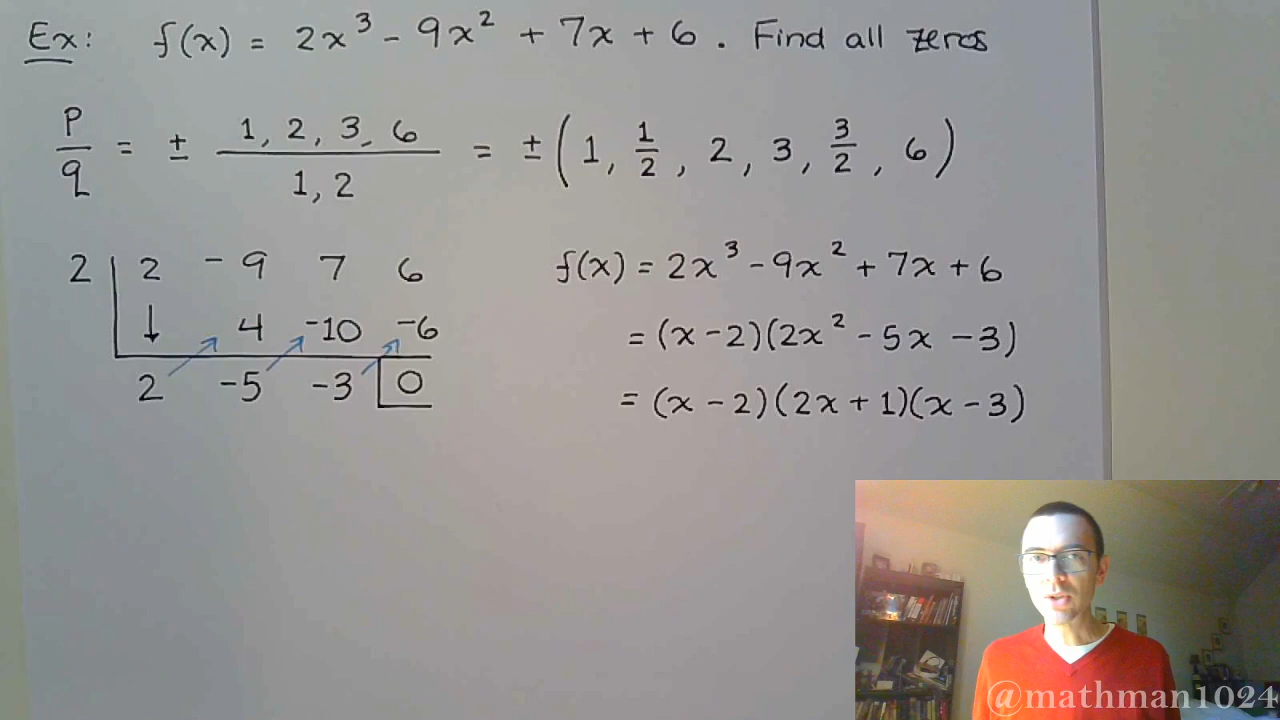 Ex: f(x) = 2x³ - 9x² + 7x + 6. Find all zeros
p/q = ± 1, 2, 3, 6 / 1, 2 = ± (1, 1/2, 2, 3, 3/2, 6)
2 | 2 -9 7 6
↓ 4 -10 -6
2 -5 -3 | 0
f(x) = 2x³ - 9x² + 7x + 6
= (x - 2)(2x² - 5x - 3)
= (x - 2)(2x + 1)(x - 3)
@mathman1024